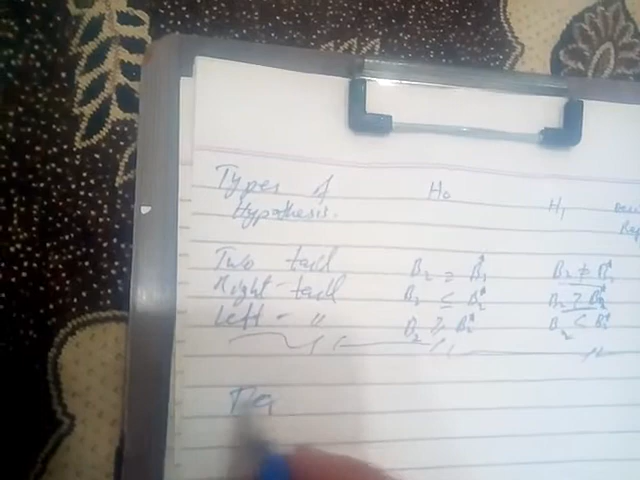 Types of H₀ H₁
Hypothesis.
Two tail B₂ = B₂* B₂ ≠ B₂*
Right-tail B₂ ≤ B₂* B₂ > B₂*
Left - " B₂ ≥ B₂* B₂ < B₂*